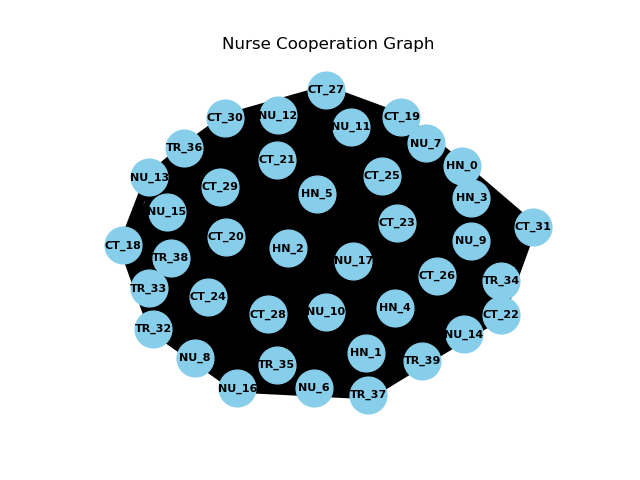 Nurse Cooperation Graph
CT_27
CT_30
NU_12
CT_19
NU_11
NU_7
TR_36
CT_21
HN_0
NU_13
CT_25
CT_29
HN_5
HN_3
NU_15
CT_23
CT_31
CT_20
NU_9
CT_18
HN_2
TR_38
NU_17
CT_26
TR_34
TR_33
CT_24
HN_4
NU_10
CT_28
CT_22
TR_32
NU_14
HN_1
NU_8
TR_39
TR_35
NU_16
NU_6
TR_37